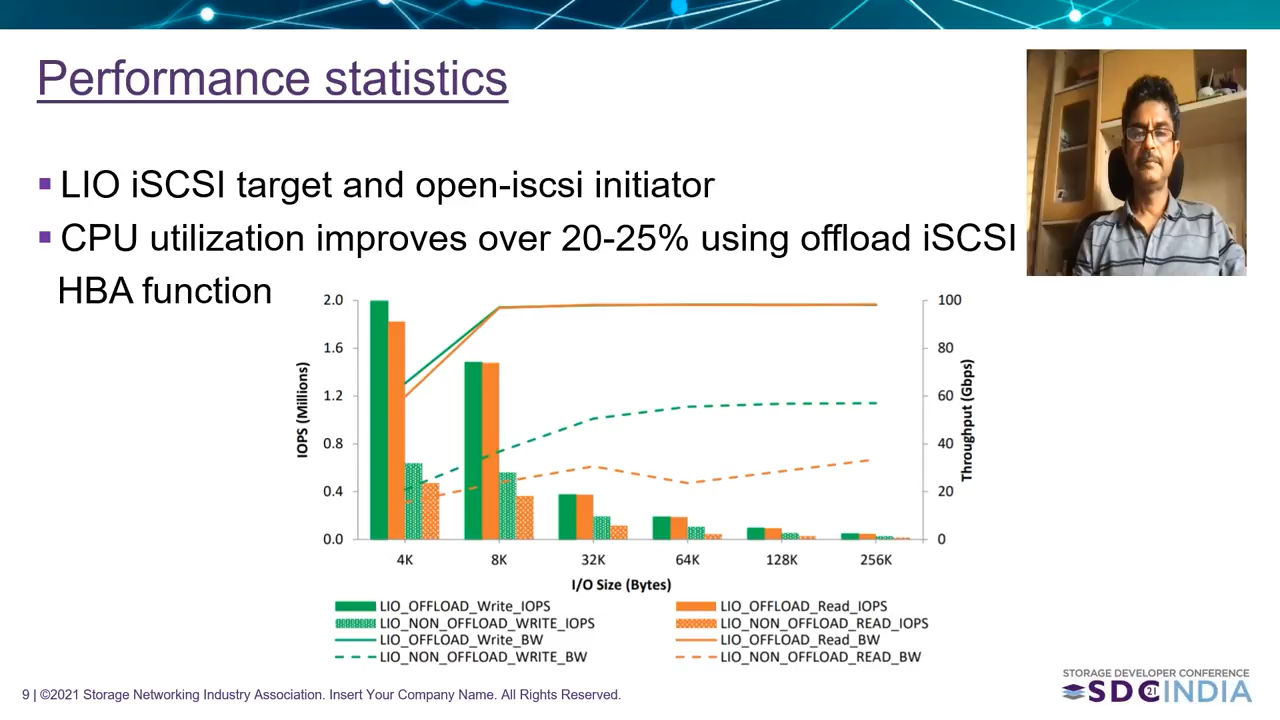 Performance statistics
▪ LIO iSCSI target and open-iscsi initiator
▪ CPU utilization improves over 20-25% using offload iSCSI
HBA function
2.0
1.6
1.2
0.8
0.4
0.0
IOPS (Millions)
100
80
60
40
20
0
Throughput (Gbps)
4K 8K 32K 64K 128K 256K
I/O Size (Bytes)
LIO_OFFLOAD_Write_IOPS LIO_OFFLOAD_Read_IOPS
LIO_NON_OFFLOAD_WRITE_IOPS LIO_NON_OFFLOAD_READ_IOPS
LIO_OFFLOAD_Write_BW LIO_OFFLOAD_Read_BW
LIO_NON_OFFLOAD_WRITE_BW LIO_NON_OFFLOAD_READ_BW
9 | ©2021 Storage Networking Industry Association. Insert Your Company Name. All Rights Reserved.
STORAGE DEVELOPER CONFERENCE
SDC 21 INDIA